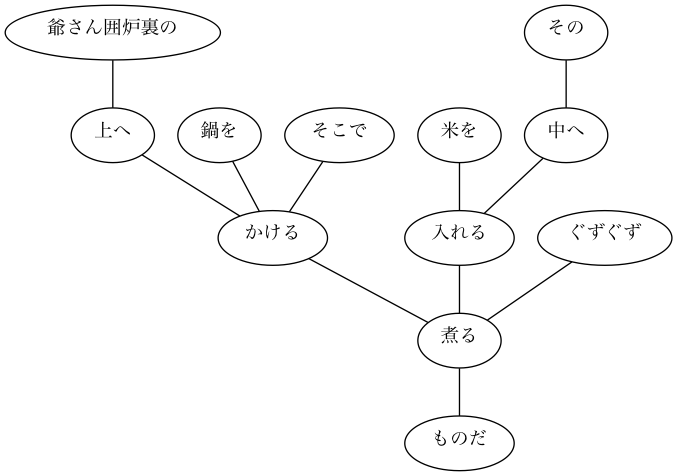 爺さん囲炉裏の
その
上へ
鍋を
そこで
米を
中へ
かける
入れる
ぐずぐず
煮る
ものだ